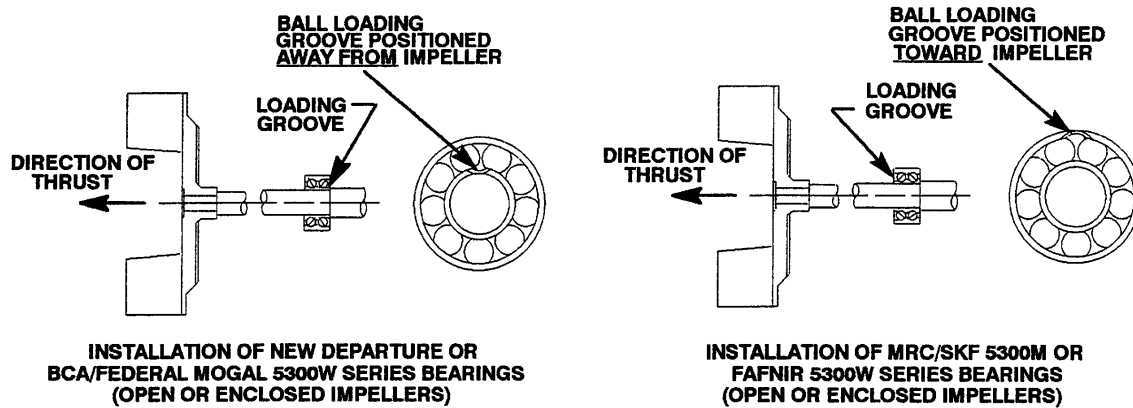 BALL LOADING
GROOVE POSITIONED
AWAY FROM IMPELLER
LOADING
GROOVE
DIRECTION OF
THRUST
INSTALLATION OF NEW DEPARTURE OR
BCA/FEDERAL MOGAL 5300W SERIES BEARINGS
(OPEN OR ENCLOSED IMPELLERS)
BALL LOADING
GROOVE POSITIONED
TOWARD IMPELLER
LOADING
GROOVE
DIRECTION OF
THRUST
INSTALLATION OF MRC/SKF 5300M OR
FAFNIR 5300W SERIES BEARINGS
(OPEN OR ENCLOSED IMPELLERS)